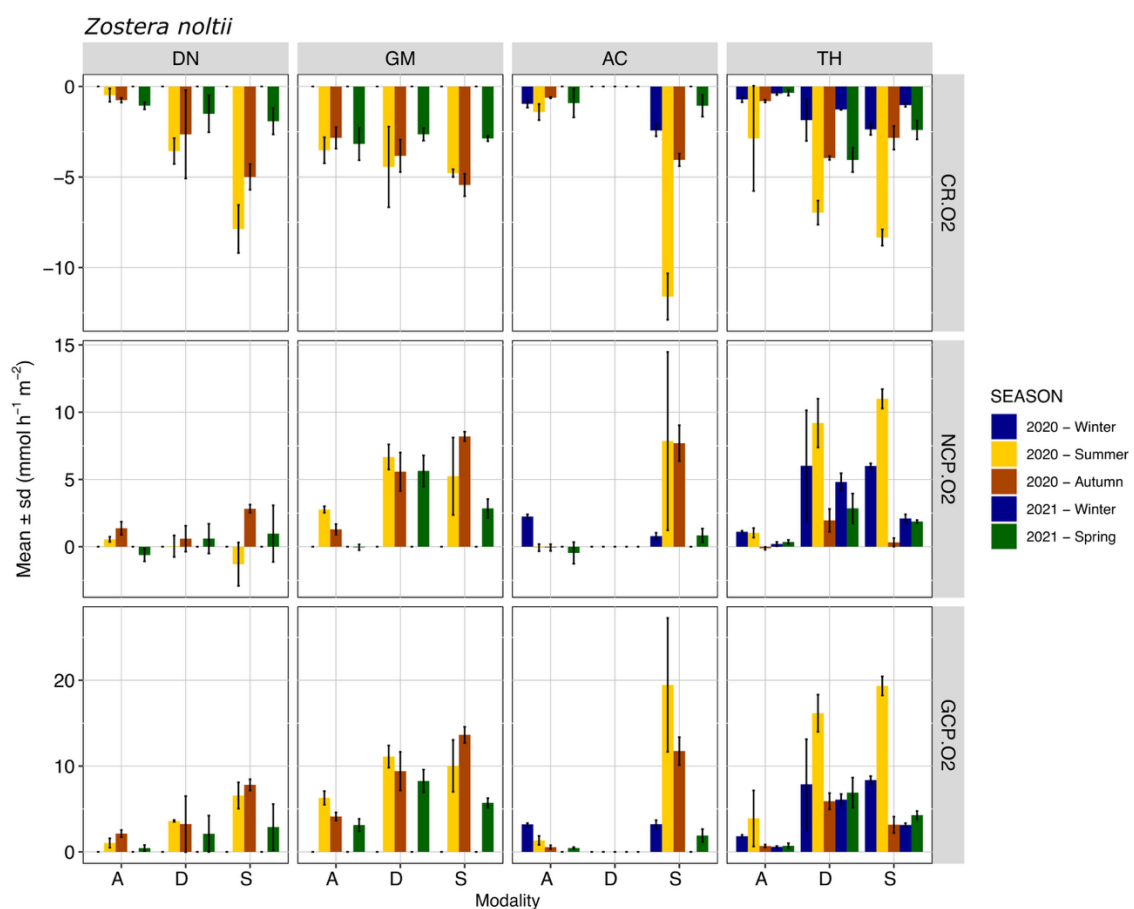 Zostera noltii
DN GM AC TH
0
−5
−10
CR.O2
15
10
5
0
NCP.O2
20
10
0
GCP.O2
Mean ± sd (mmol h⁻¹ m⁻²)
A D S A D S A D S A D S
Modality
SEASON
2020 − Winter
2020 − Summer
2020 − Autumn
2021 − Winter
2021 − Spring